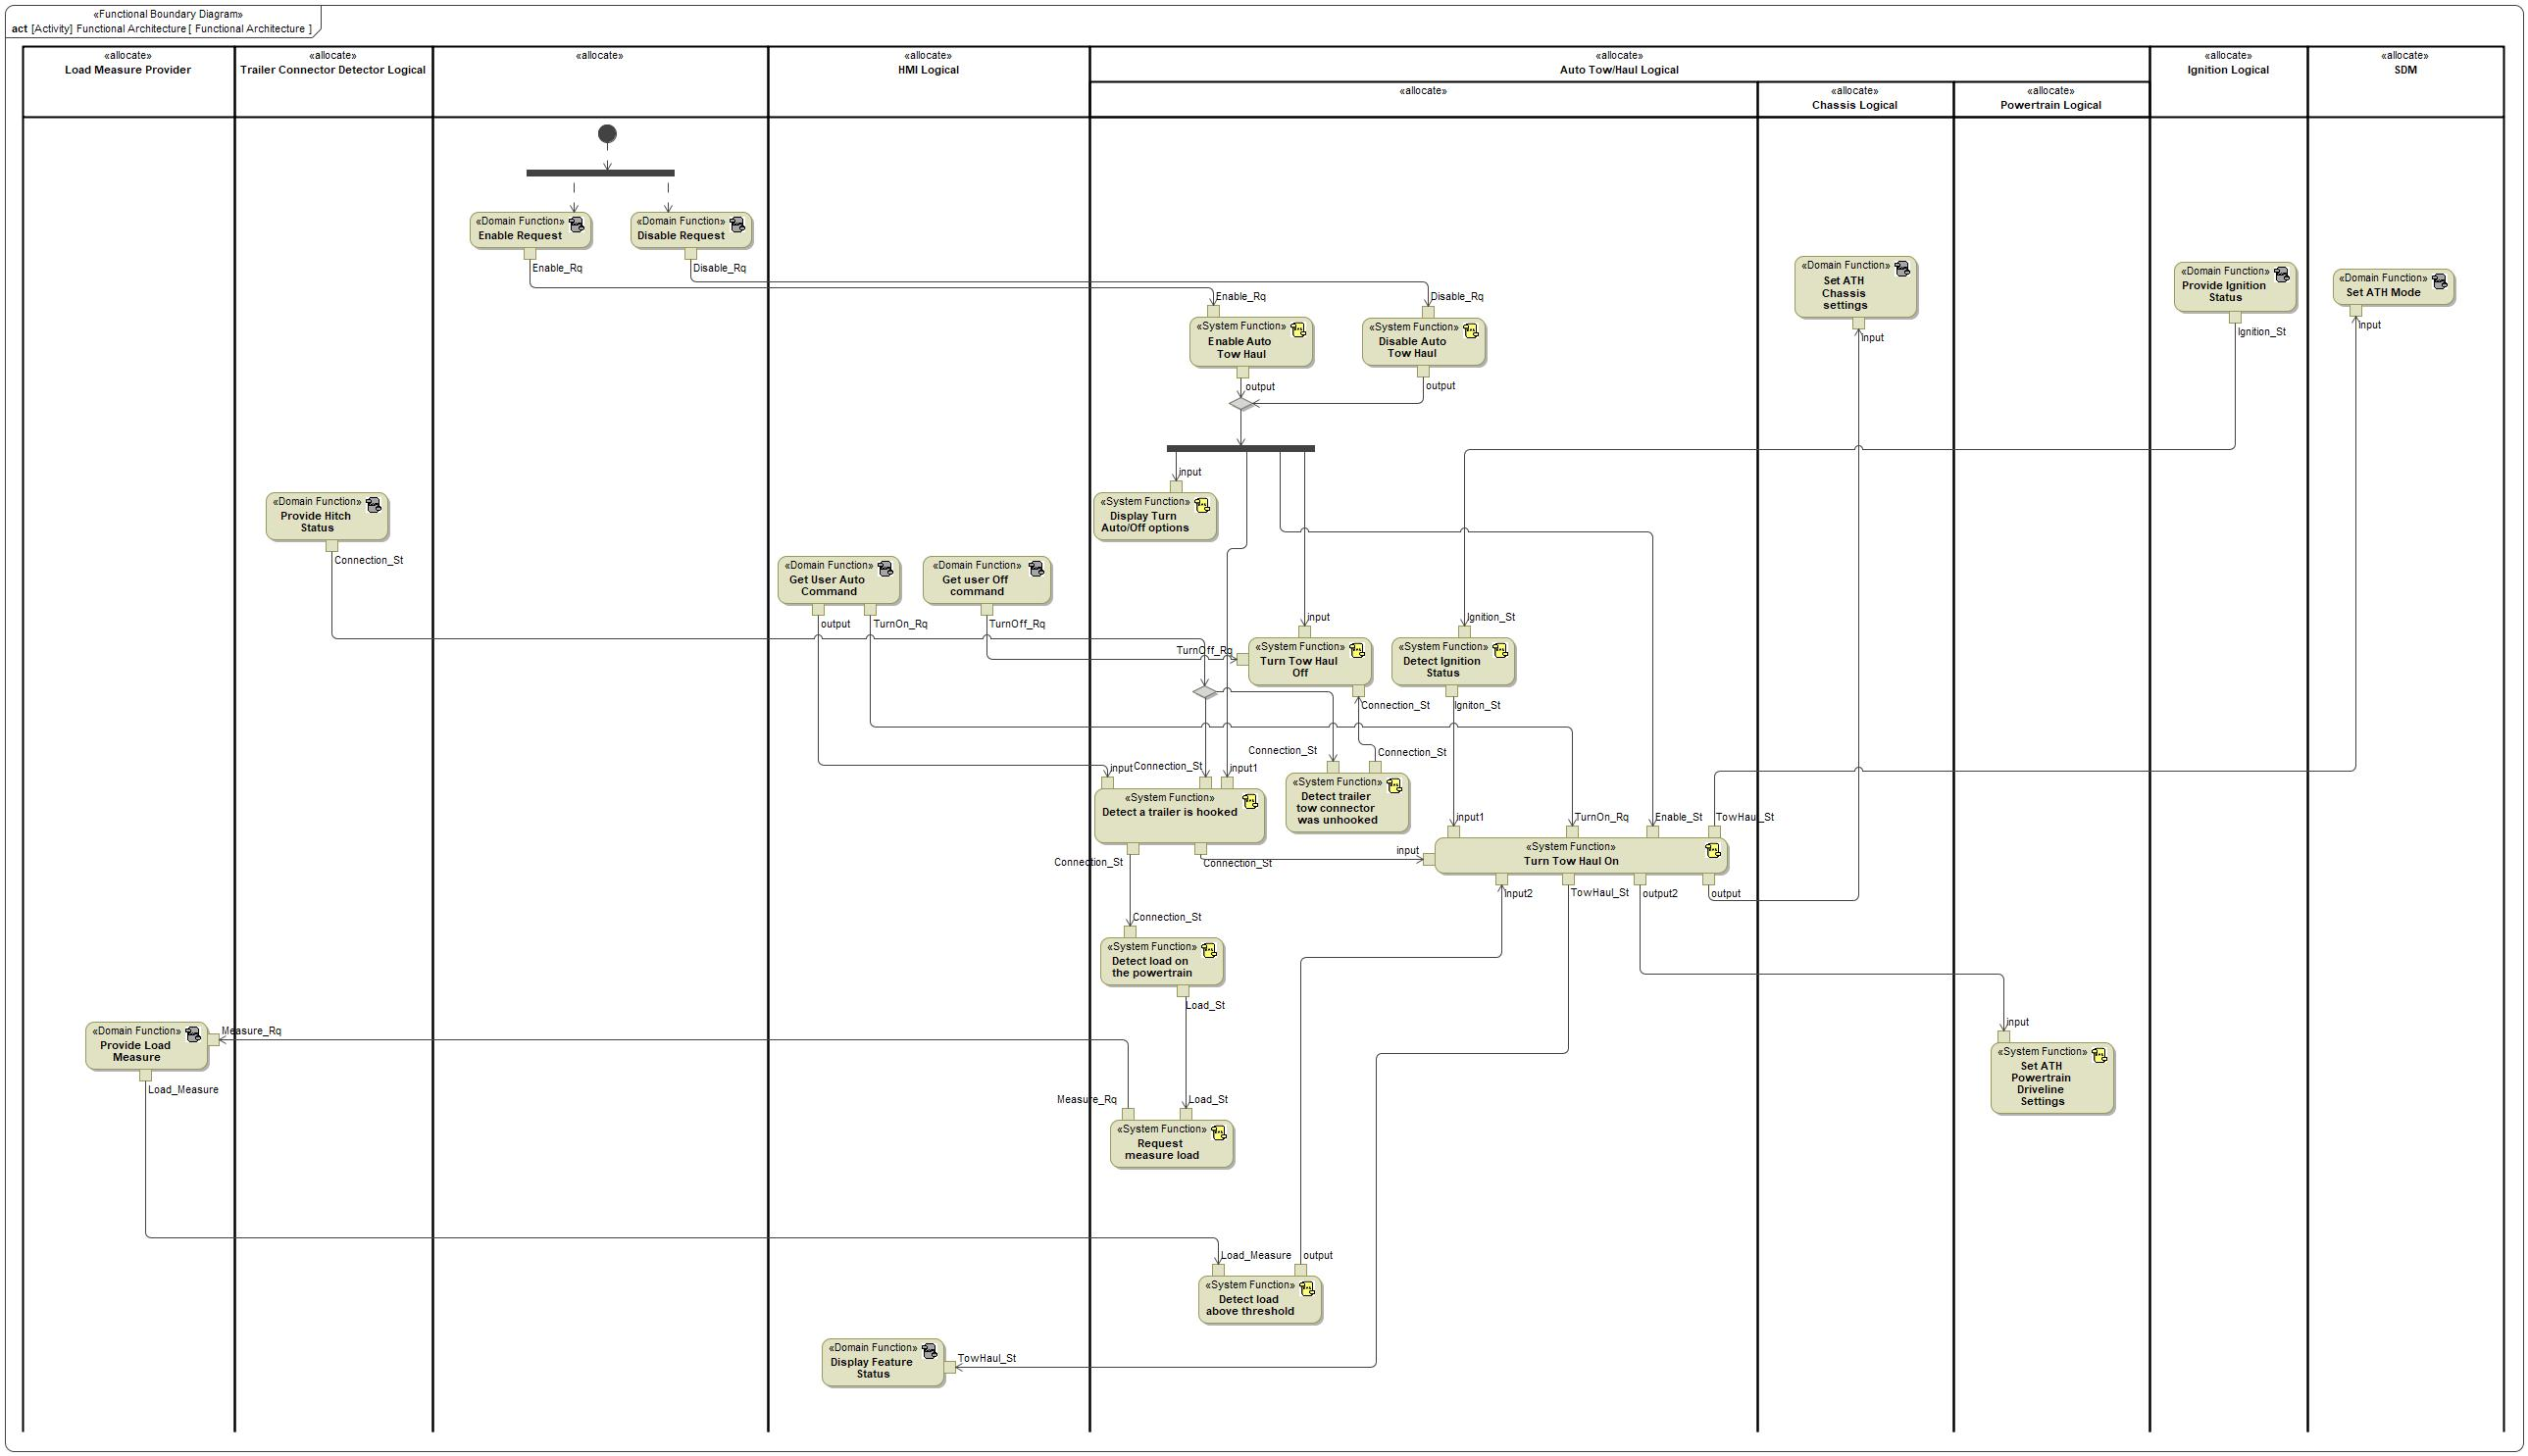 «Functional Boundary Diagram»
act [Activity] Functional Architecture [ Functional Architecture ]
«allocate»
Load Measure Provider
«allocate»
Trailer Connector Detector Logical
«allocate»
«allocate»
HMI Logical
«allocate»
Auto Tow/Haul Logical
«allocate»
«allocate»
Chassis Logical
«allocate»
Powertrain Logical
«allocate»
Ignition Logical
«allocate»
SDM
«Domain Function»
Enable Request
Enable_Rq
«Domain Function»
Disable Request
Disable_Rq
Enable_Rq
«System Function»
Enable Auto
Tow Haul
output
Disable_Rq
«System Function»
Disable Auto
Tow Haul
output
«Domain Function»
Set ATH
Chassis
settings
input
«Domain Function»
Provide Ignition
Status
Ignition_St
«Domain Function»
Set ATH Mode
input
«Domain Function»
Provide Hitch
Status
Connection_St
input
«System Function»
Display Turn
Auto/Off options
«Domain Function»
Get User Auto
Command
output
TurnOn_Rq
«Domain Function»
Get user Off
command
TurnOff_Rq
input
TurnOff_Rq
«System Function»
Turn Tow Haul
Off
Connection_St
Ignition_St
«System Function»
Detect Ignition
Status
Igniton_St
input
Connection_St
input1
«System Function»
Detect a trailer is hooked
Connection_St
Connection_St
Connection_St
Connection_St
«System Function»
Detect trailer
tow connector
was unhooked
input1
TurnOn_Rq
Enable_St
TowHaul_St
input
«System Function»
Turn Tow Haul On
input2
TowHaul_St
output2
output
Connection_St
«System Function»
Detect load on
the powertrain
Load_St
Measure_Rq
«Domain Function»
Provide Load
Measure
Load_Measure
Measure_Rq
Load_St
«System Function»
Request
measure load
input
«System Function»
Set ATH
Powertrain
Driveline
Settings
Load_Measure
output
«System Function»
Detect load
above threshold
«Domain Function»
Display Feature
Status
TowHaul_St